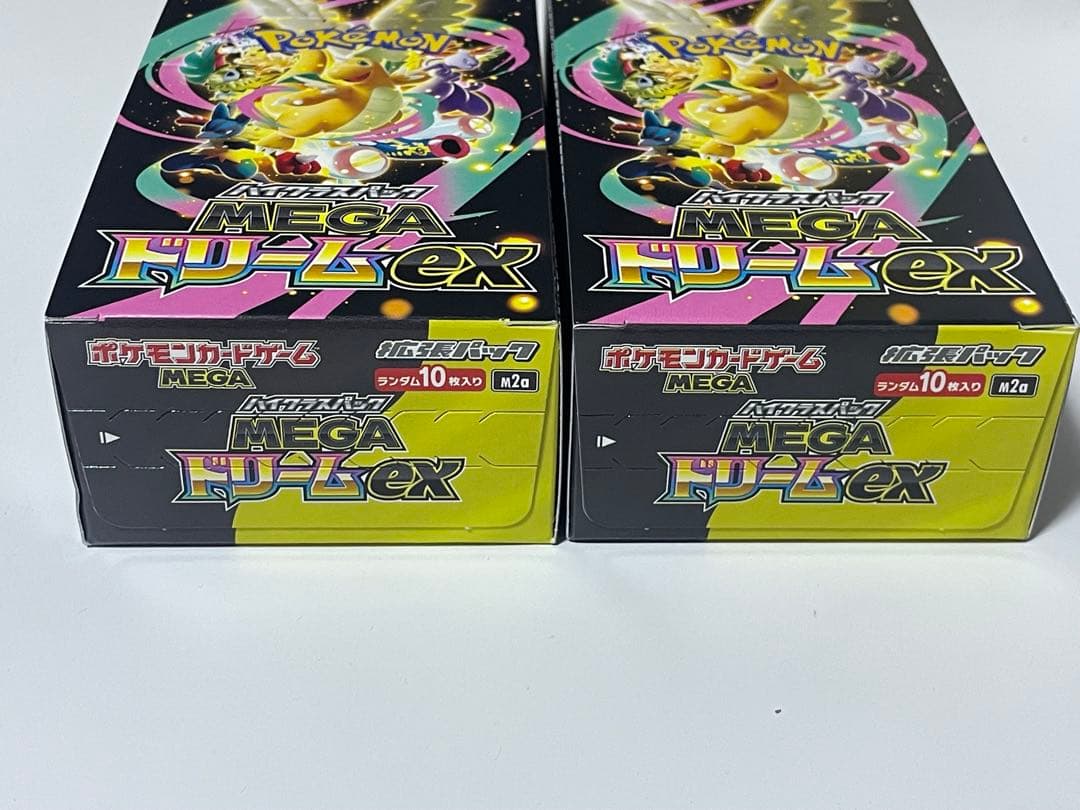 POKÉMON
ハイクラスパック
MEGA
ドリームex
ポケモンカードゲーム
MEGA
拡張パック
ランダム10枚入り
M2a
ハイクラスパック
MEGA
ドリームex
POKÉMON
ハイクラスパック
MEGA
ドリームex
ポケモンカードゲーム
MEGA
拡張パック
ランダム10枚入り
M2a
ハイクラスパック
MEGA
ドリームex